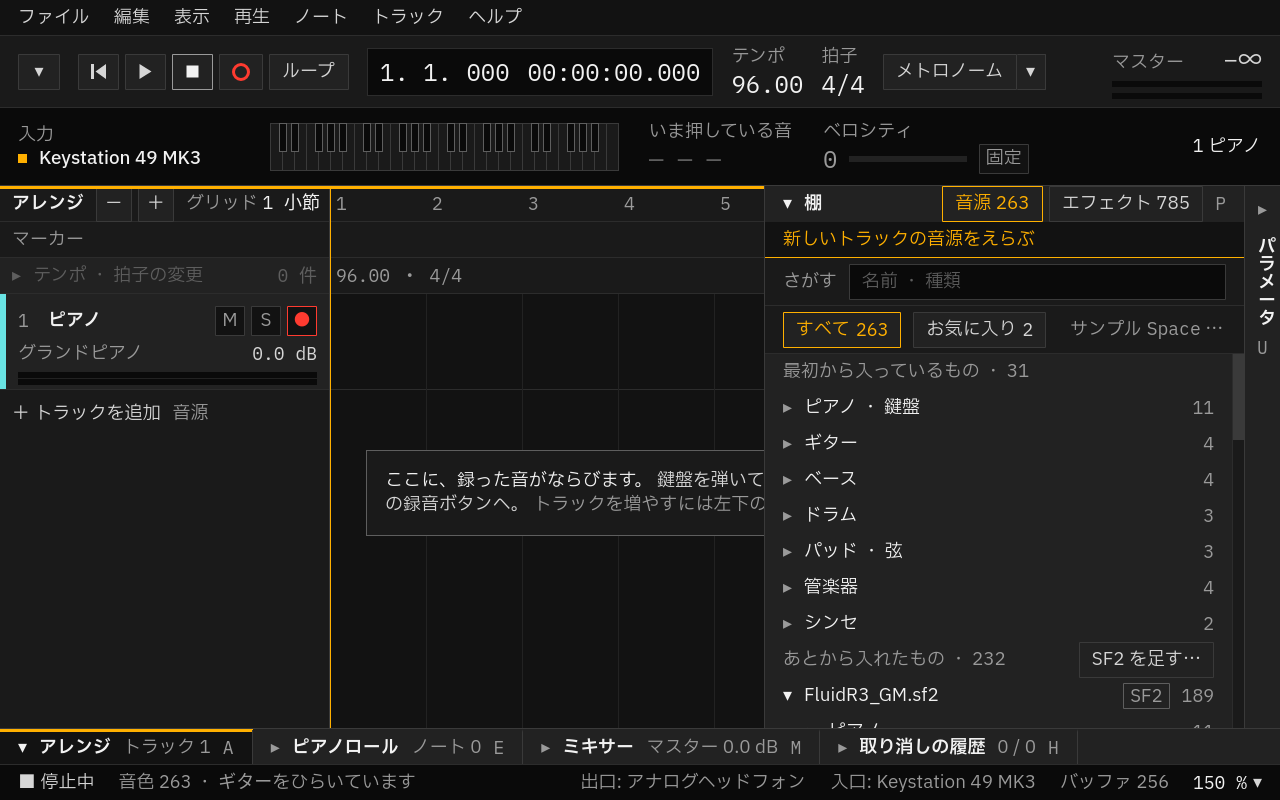 ファイル 編集 表示 再生 ノート トラック ヘルプ
▼ ループ 1. 1. 000 00:00:00.000 テンポ 96.00 拍子 4/4 メトロノーム ▼ マスター −∞
入力 Keystation 49 MK3 いま押している音 — — — ベロシティ 0 固定 1 ピアノ
アレンジ − + グリッド 1 小節 1 2 3 4 5
マーカー
▶ テンポ · 拍子の変更 0 件 96.00 • 4/4
1 ピアノ M S
グランドピアノ 0.0 dB
+ トラックを追加 音源
ここに、録った音がならびます。 鍵盤を弾いて
の録音ボタンへ。 トラックを増やすには左下の
▼ 棚 音源 263 エフェクト 785 P
新しいトラックの音源をえらぶ
さがす 名前 · 種類
すべて 263 お気に入り 2 サンプル Space …
最初から入っているもの · 31
▶ ピアノ · 鍵盤 11
▶ ギター 4
▶ ベース 4
▶ ドラム 3
▶ パッド · 弦 3
▶ 管楽器 4
▶ シンセ 2
あとから入れたもの · 232 SF2 を足す…
▼ FluidR3_GM.sf2 SF2 189
▶ パラメータ U
▼ アレンジ トラック 1 A ▶ ピアノロール ノート 0 E ▶ ミキサー マスター 0.0 dB M ▶ 取り消しの履歴 0 / 0 H
■ 停止中 音色 263 · ギターをひらいています 出口: アナログヘッドフォン 入口: Keystation 49 MK3 バッファ 256 150 % ▼